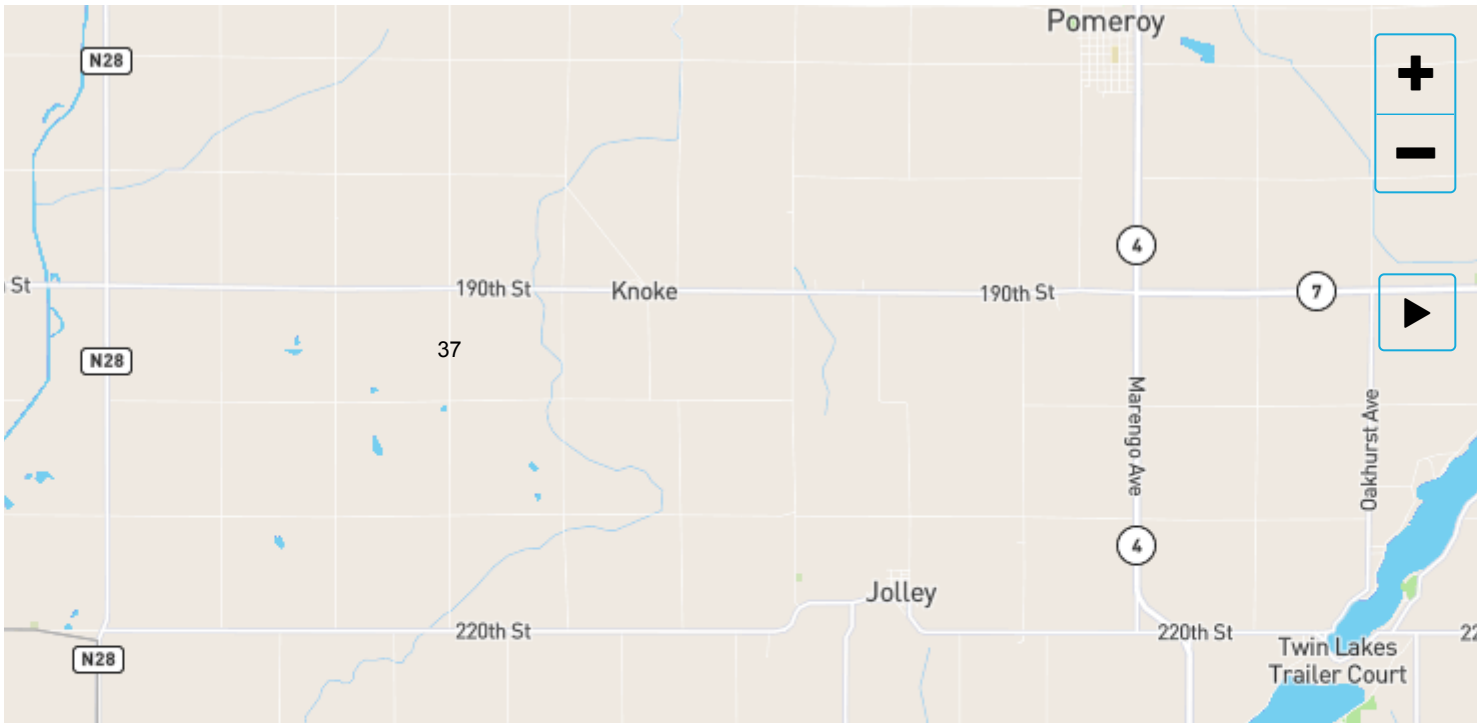 Pomeroy
N28
4
St
190th St
Knoke
190th St
7
37
N28
Marengo Ave
Oakhurst Ave
4
Jolley
220th St
220th St
22
Twin Lakes
Trailer Court
N28